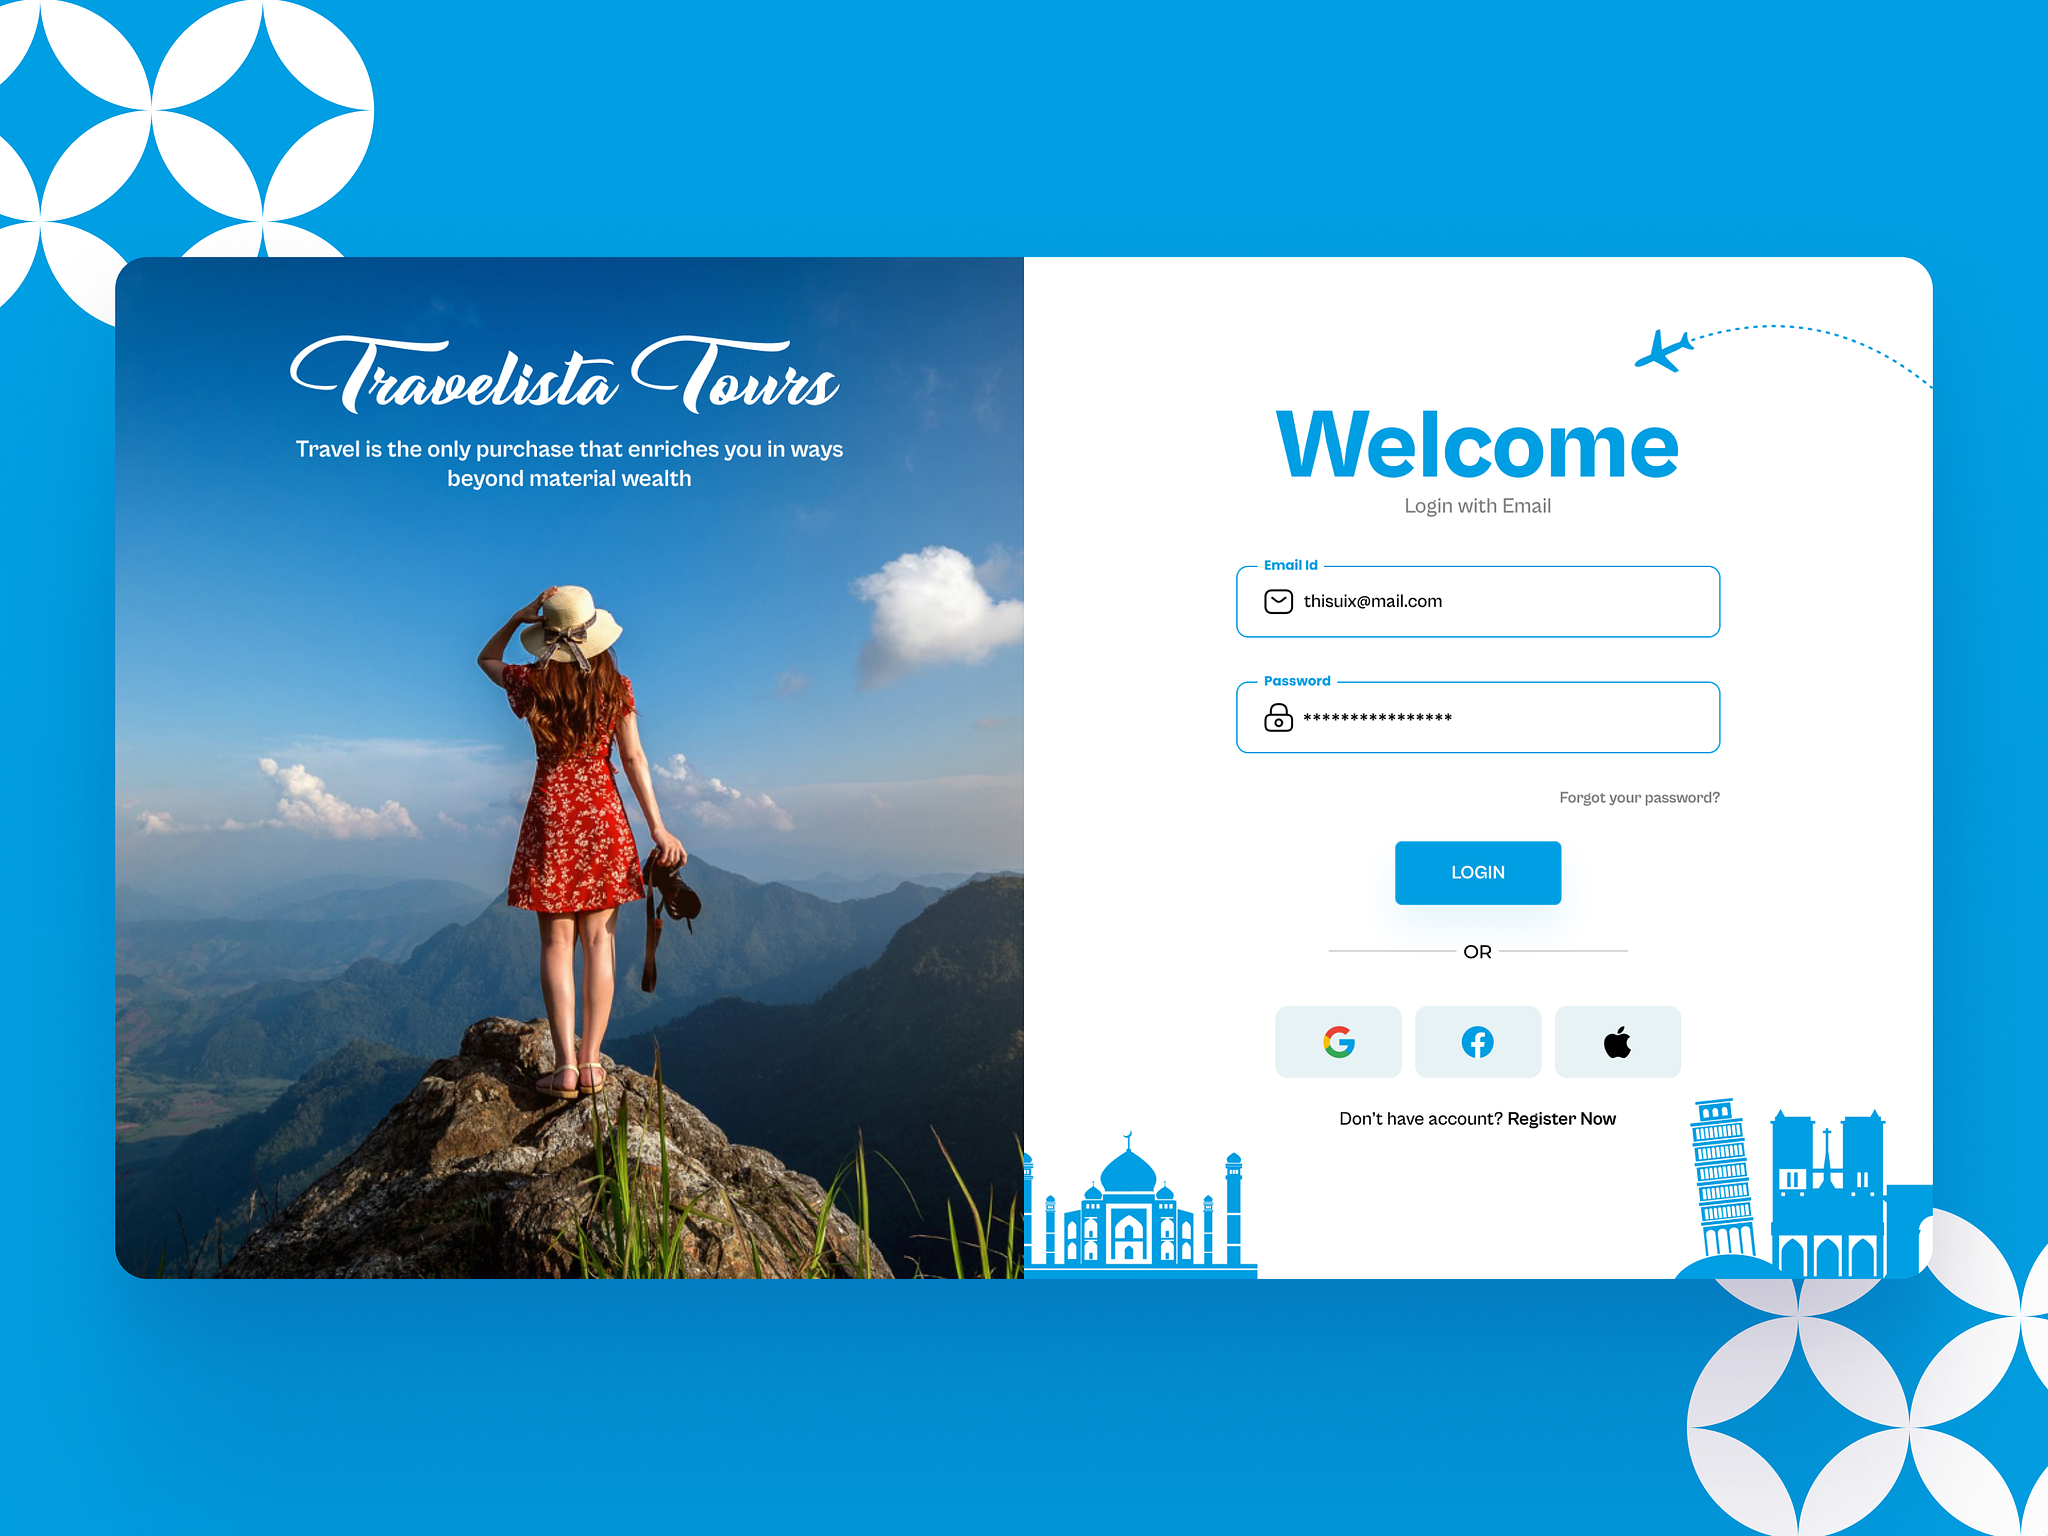 Travelista Tours
Travel is the only purchase that enriches you in ways
beyond material wealth
Welcome
Login with Email
Email Id
thisuix@mail.com
Password
****************
Forgot your password?
LOGIN
OR
Don't have account? Register Now